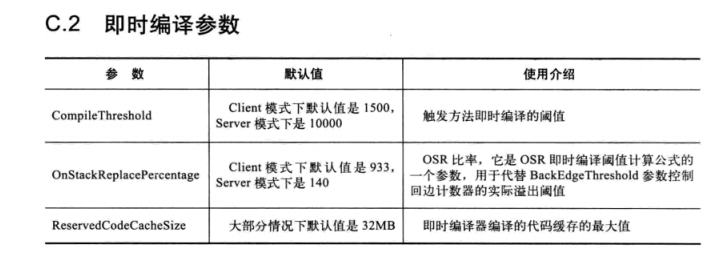 C.2 即时编译参数
参 数
默认值
使用介绍
CompileThreshold
Client 模式下默认值是 1500，
Server 模式下是 10000
触发方法即时编译的阈值
OnStackReplacePercentage
Client 模式下默认值是 933，
Server 模式下是 140
OSR 比率，它是 OSR 即时编译阈值计算公式的
一个参数，用于代替 BackEdgeThreshold 参数控制
回边计数器的实际溢出阈值
ReservedCodeCacheSize
大部分情况下默认值是 32MB
即时编译器编译的代码缓存的最大值